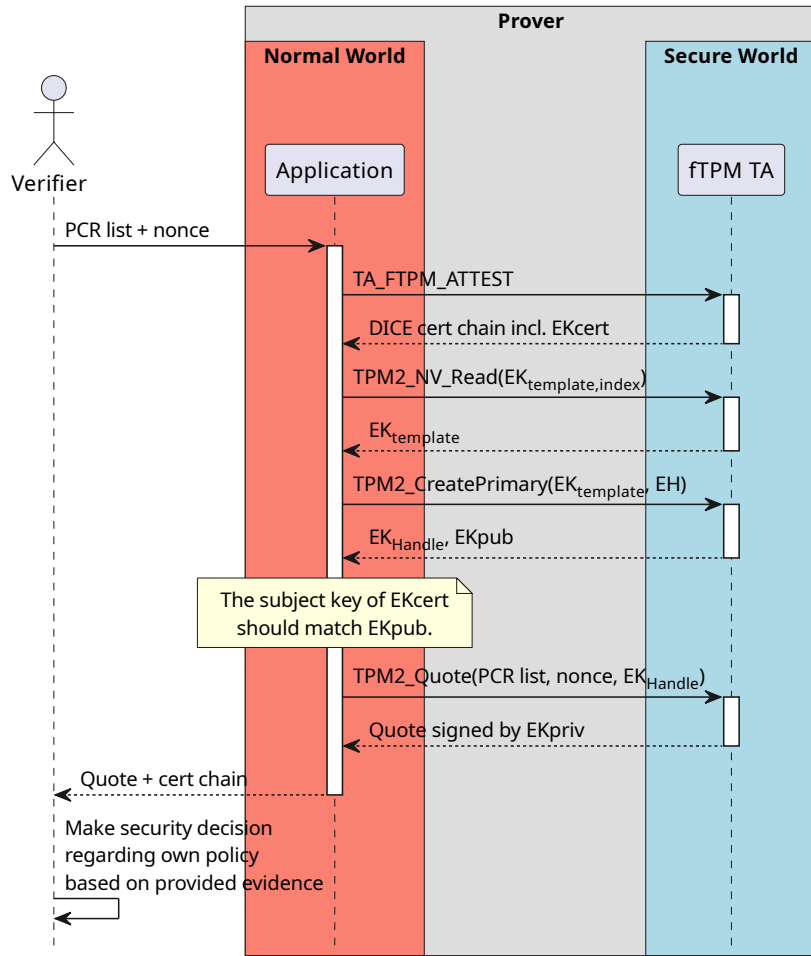 Prover
Normal World
Secure World
Verifier
Application
fTPM TA
PCR list + nonce
TA_FTPM_ATTEST
DICE cert chain incl. EKcert
TPM2_NV_Read(EKtemplate,index)
EKtemplate
TPM2_CreatePrimary(EKtemplate, EH)
EKHandle, EKpub
The subject key of EKcert
should match EKpub.
TPM2_Quote(PCR list, nonce, EKHandle)
Quote signed by EKpriv
Quote + cert chain
Make security decision
regarding own policy
based on provided evidence